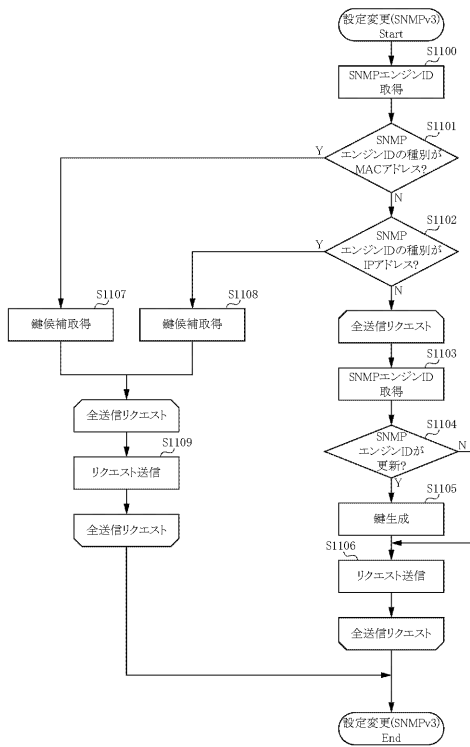 設定変更(SNMPv3)
Start
S1100
SNMPエンジンID
取得
S1101
SNMP
エンジンIDの種別が
MACアドレス?
Y
N
S1102
SNMP
エンジンIDの種別が
IPアドレス?
Y
N
S1107
鍵候補取得
S1108
鍵候補取得
全送信リクエスト
S1103
SNMPエンジンID
取得
全送信リクエスト
S1104
SNMP
エンジンIDが
更新?
N
Y
S1109
リクエスト送信
S1105
鍵生成
全送信リクエスト
S1106
リクエスト送信
全送信リクエスト
設定変更(SNMPv3)
End